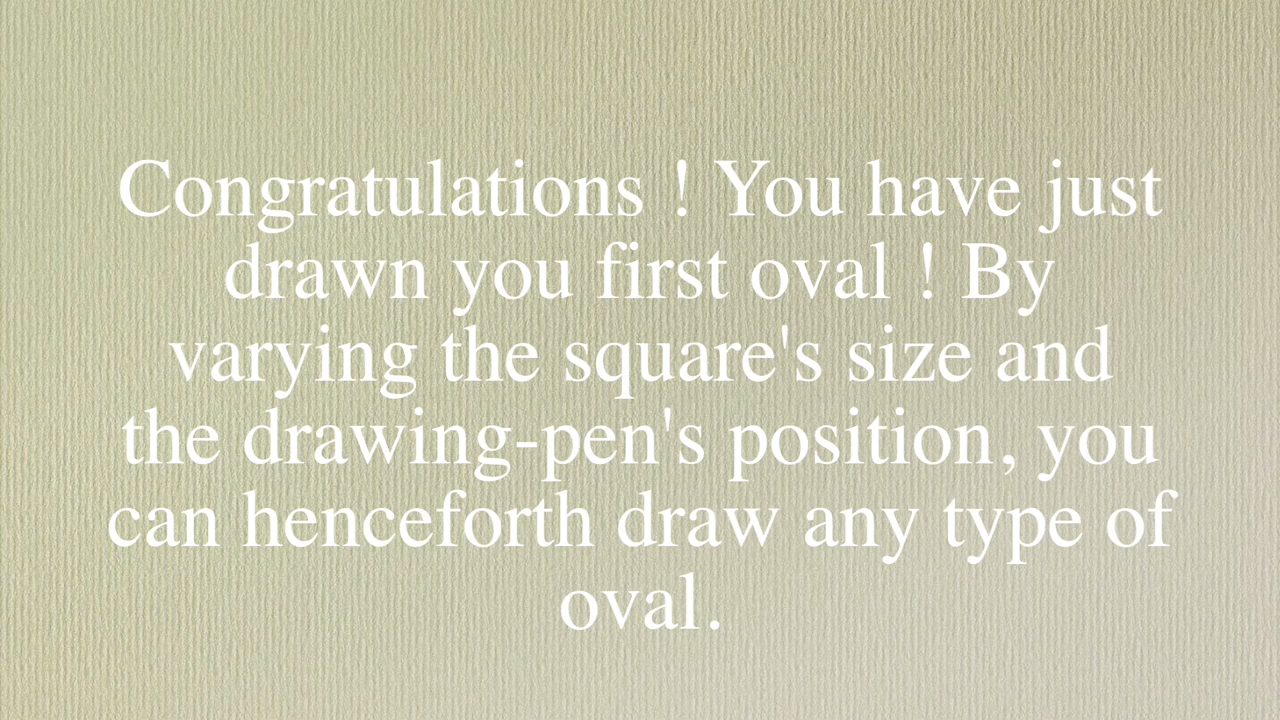 Congratulations ! You have just
drawn you first oval ! By
varying the square's size and
the drawing-pen's position, you
can henceforth draw any type of
oval.